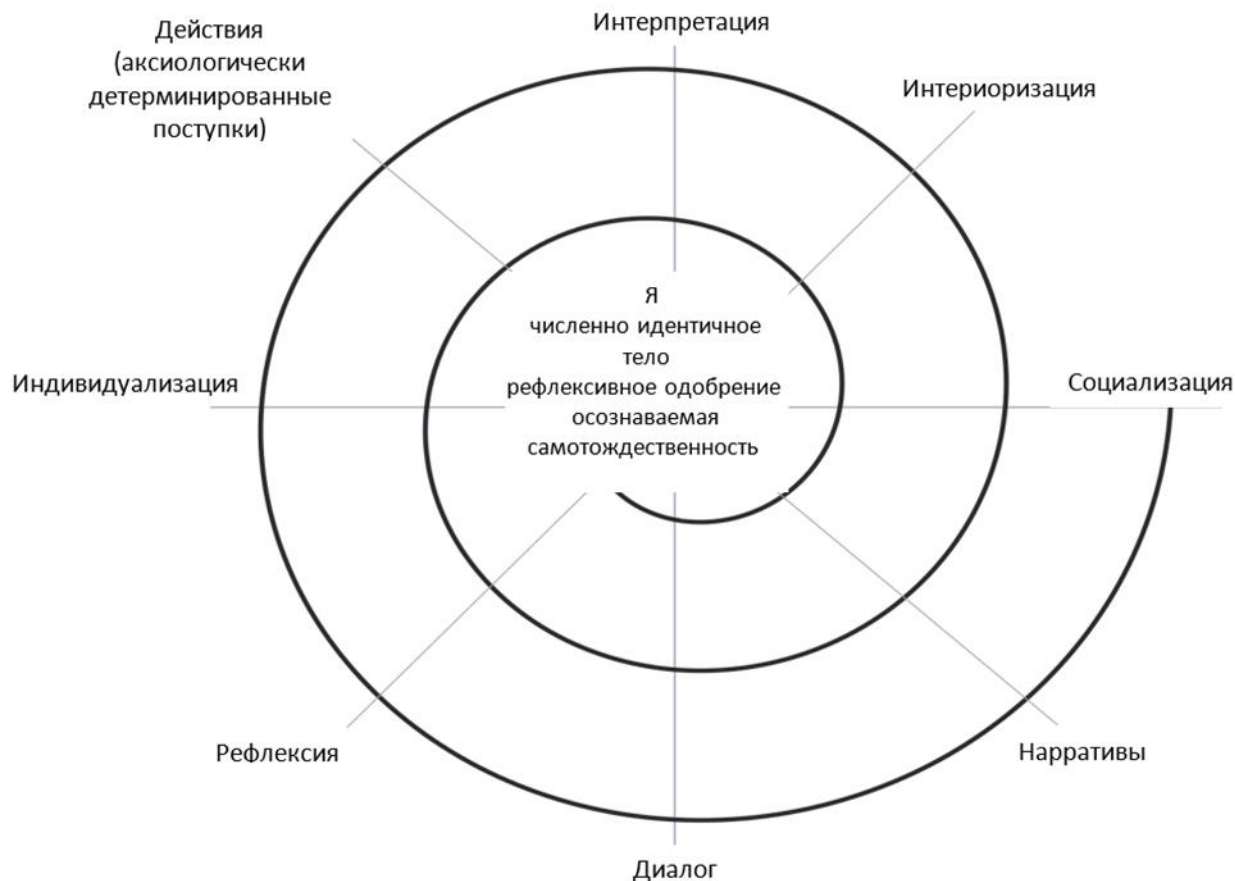 Действия
(аксиологически
детерминированные
поступки)
Интерпретация
Интериоризация
Я
численно идентичное
тело
рефлексивное одобрение
осознаваемая
самотождественность
Индивидуализация
Социализация
Рефлексия
Нарративы
Диалог